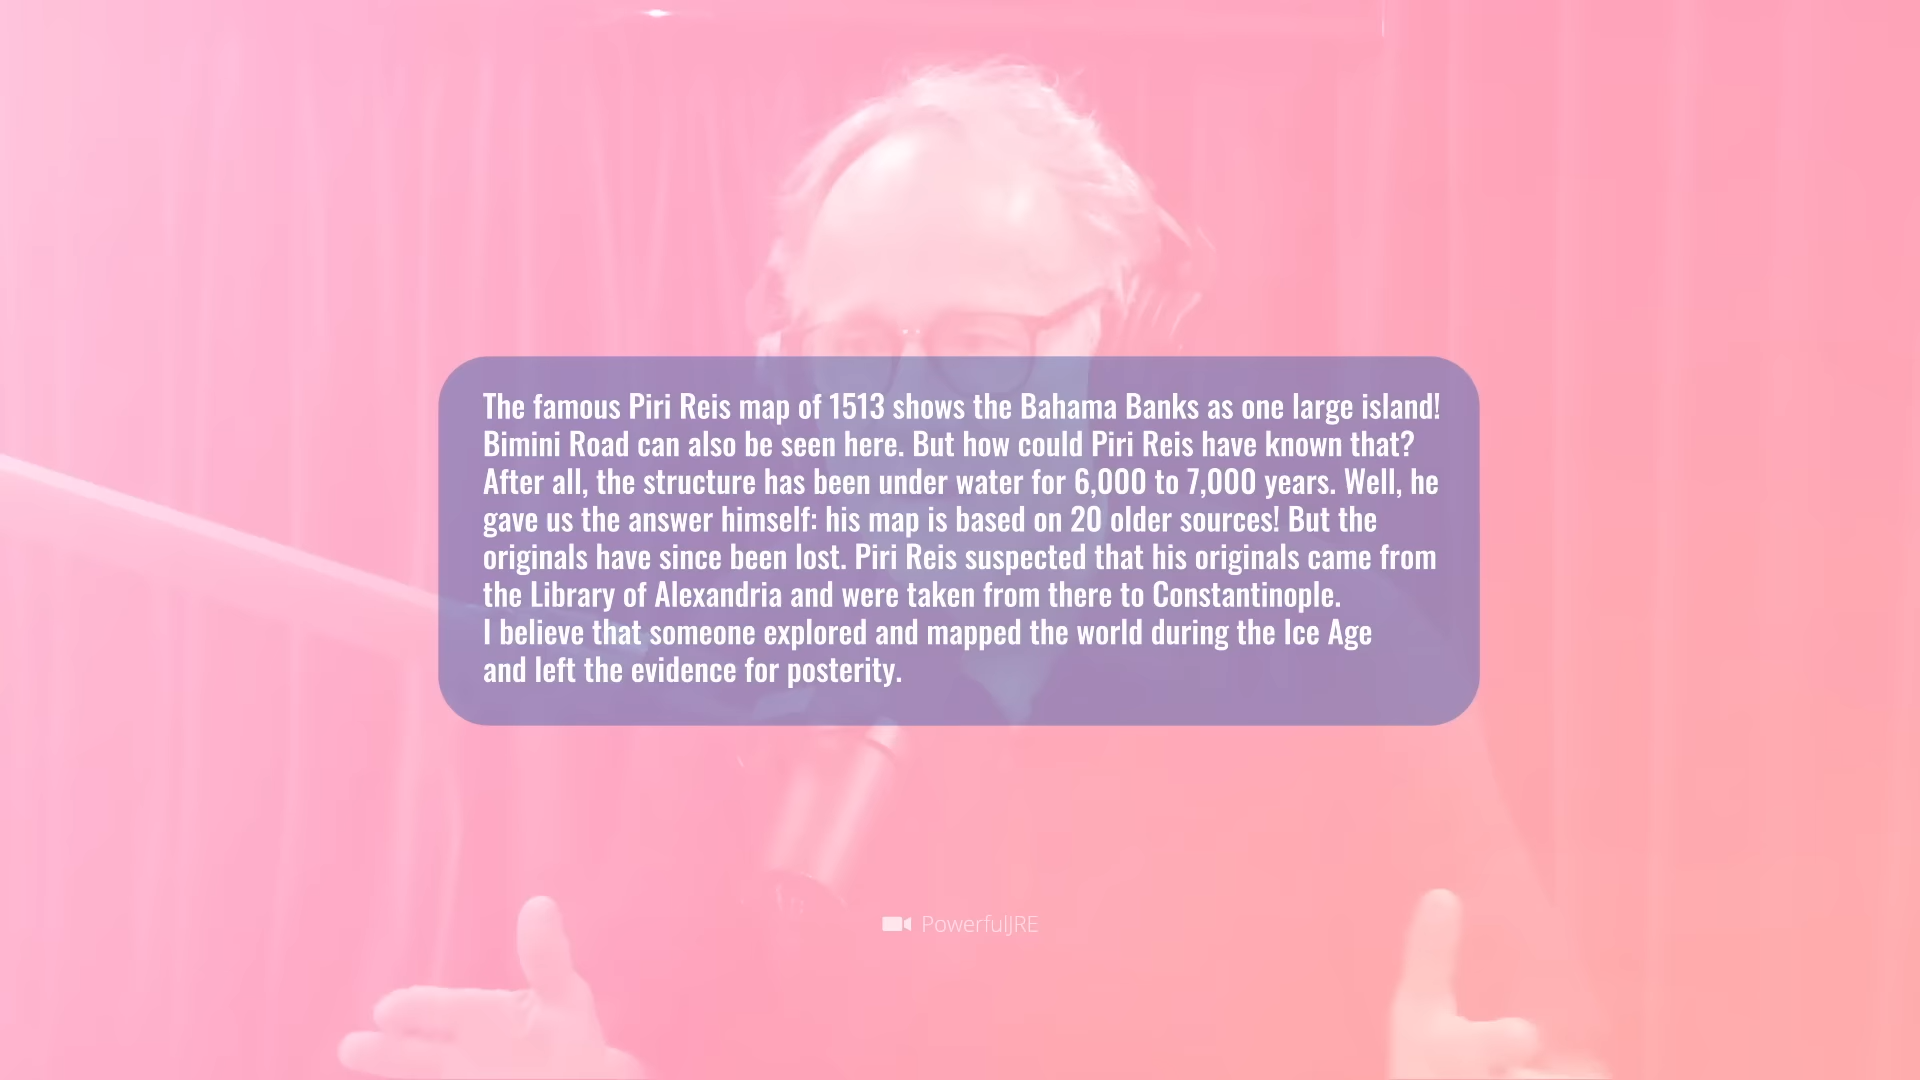 The famous Piri Reis map of 1513 shows the Bahama Banks as one large island!
Bimini Road can also be seen here. But how could Piri Reis have known that?
After all, the structure has been under water for 6,000 to 7,000 years. Well, he
gave us the answer himself: his map is based on 20 older sources! But the
originals have since been lost. Piri Reis suspected that his originals came from
the Library of Alexandria and were taken from there to Constantinople.
I believe that someone explored and mapped the world during the Ice Age
and left the evidence for posterity.
PowerfulJRE